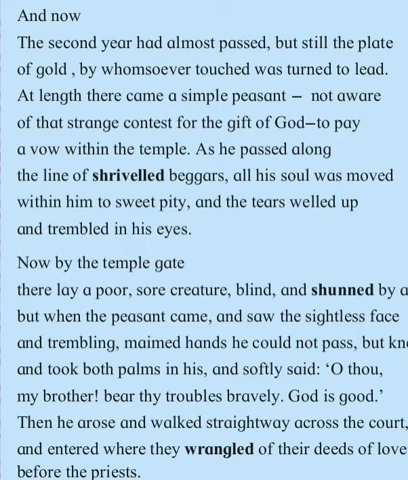 And now
The second year had almost passed, but still the plate
of gold , by whomsoever touched was turned to lead.
At length there came a simple peasant – not aware
of that strange contest for the gift of God–to pay
a vow within the temple. As he passed along
the line of shrivelled beggars, all his soul was moved
within him to sweet pity, and the tears welled up
and trembled in his eyes.
Now by the temple gate
there lay a poor, sore creature, blind, and shunned by
but when the peasant came, and saw the sightless face
and trembling, maimed hands he could not pass, but
and took both palms in his, and softly said: ‘O thou,
my brother! bear thy troubles bravely. God is good.’
Then he arose and walked straightway across the court,
and entered where they wrangled of their deeds of love
before the priests.